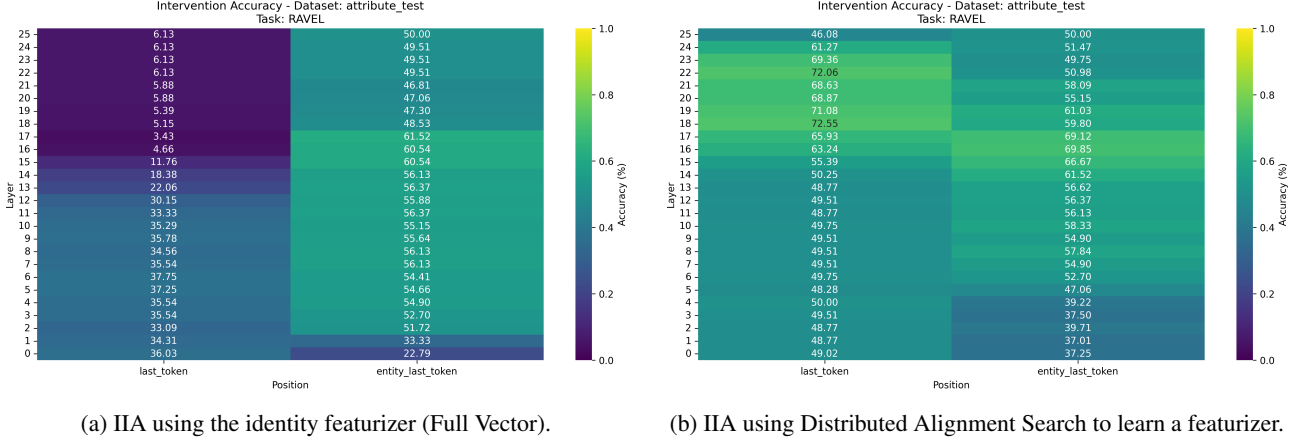 Intervention Accuracy - Dataset: attribute_test
Task: RAVEL
Layer
25 6.13 50.00
24 6.13 49.51
23 6.13 49.51
22 6.13 49.51
21 5.88 46.81
20 5.88 47.06
19 5.39 47.30
18 5.15 48.53
17 3.43 61.52
16 4.66 60.54
15 11.76 60.54
14 18.38 56.13
13 22.06 56.37
12 30.15 55.88
11 33.33 56.37
10 35.29 55.15
9 35.78 55.64
8 34.56 56.13
7 35.54 56.13
6 37.75 54.41
5 37.25 54.66
4 35.54 54.90
3 35.54 52.70
2 33.09 51.72
1 34.31 33.33
0 36.03 22.79
last_token entity_last_token
Position
1.0
0.8
0.6
0.4
0.2
0.0
Accuracy (%)
(a) IIA using the identity featurizer (Full Vector).
Intervention Accuracy - Dataset: attribute_test
Task: RAVEL
Layer
25 46.08 50.00
24 61.27 51.47
23 69.36 49.75
22 72.06 50.98
21 68.63 58.09
20 68.87 55.15
19 71.08 61.03
18 72.55 59.80
17 65.93 69.12
16 63.24 69.85
15 55.39 66.67
14 50.25 61.52
13 48.77 56.62
12 49.51 56.37
11 48.77 56.13
10 49.75 58.33
9 49.51 54.90
8 49.51 57.84
7 49.51 54.90
6 49.75 52.70
5 48.28 47.06
4 50.00 39.22
3 49.51 37.50
2 48.77 39.71
1 48.77 37.01
0 49.02 37.25
last_token entity_last_token
Position
1.0
0.8
0.6
0.4
0.2
0.0
Accuracy (%)
(b) IIA using Distributed Alignment Search to learn a featurizer.